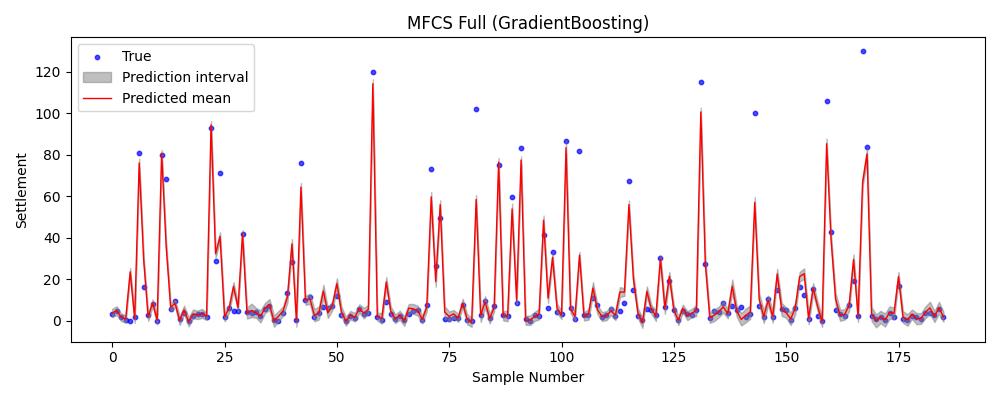 MFCS Full (GradientBoosting)
True
Prediction interval
Predicted mean
Settlement
120
100
80
60
40
20
0
0 25 50 75 100 125 150 175
Sample Number